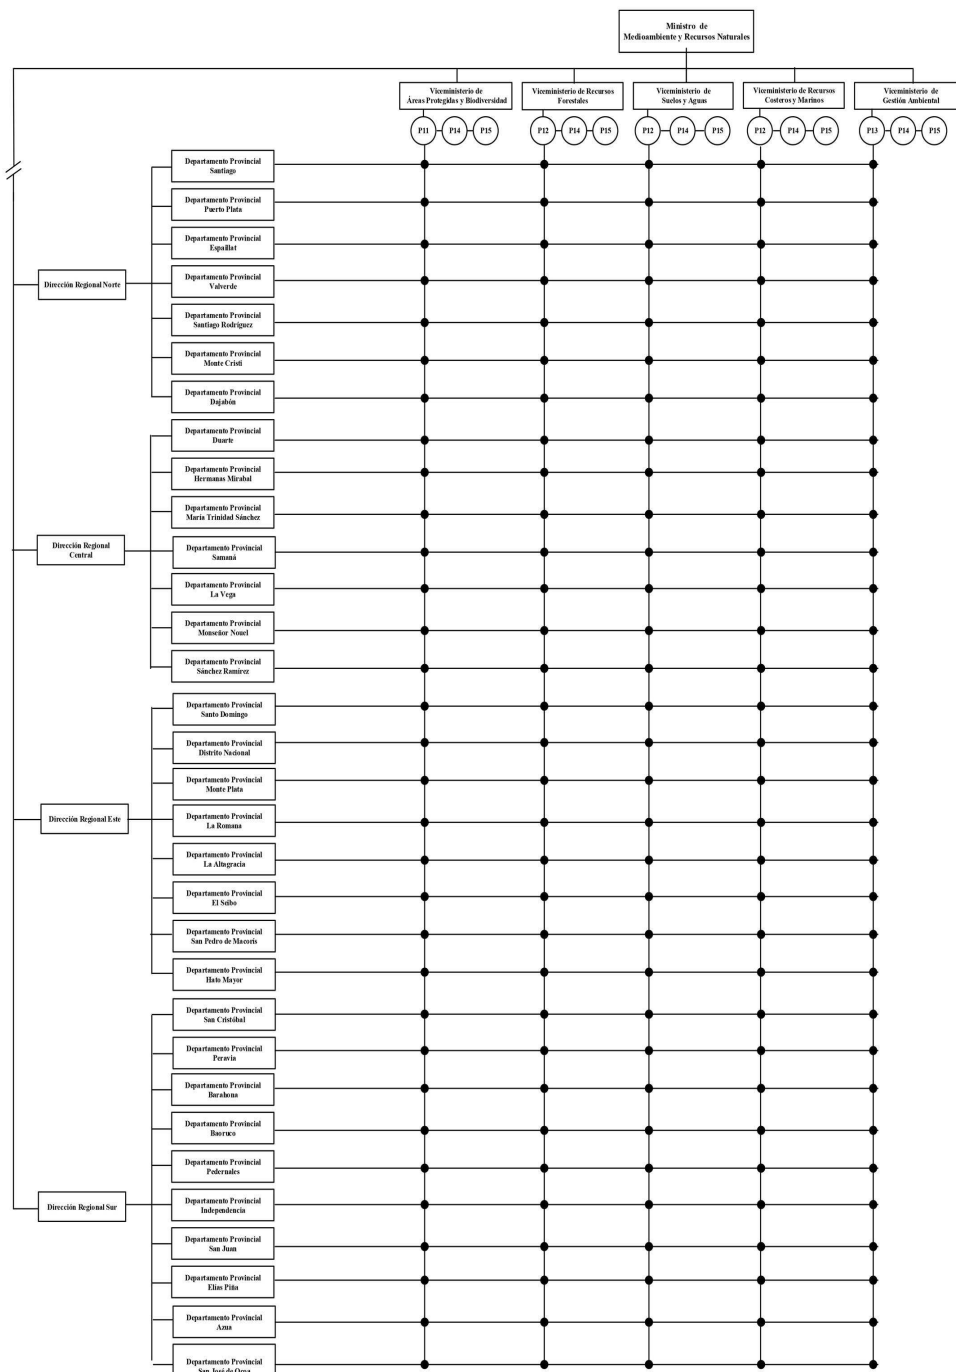 Ministro de
Medioambiente y Recursos Naturales
Viceministerio de
Áreas Protegidas y Biodiversidad
Viceministerio de Recursos
Forestales
Viceministerio de
Suelos y Aguas
Viceministerio de Recursos
Costeros y Marinos
Viceministerio de
Gestión Ambiental
P11 P14 P15
P12 P14 P15
P12 P14 P15
P12 P14 P15
P13 P14 P15
Dirección Regional Norte
Departamento Provincial
Santiago
Departamento Provincial
Puerto Plata
Departamento Provincial
Espaillat
Departamento Provincial
Valverde
Departamento Provincial
Santiago Rodríguez
Departamento Provincial
Monte Cristi
Departamento Provincial
Dajabón
Dirección Regional
Central
Departamento Provincial
Duarte
Departamento Provincial
Hermanas Mirabal
Departamento Provincial
María Trinidad Sánchez
Departamento Provincial
Samaná
Departamento Provincial
La Vega
Departamento Provincial
Monseñor Nouel
Departamento Provincial
Sánchez Ramírez
Dirección Regional Este
Departamento Provincial
Santo Domingo
Departamento Provincial
Distrito Nacional
Departamento Provincial
Monte Plata
Departamento Provincial
La Romana
Departamento Provincial
La Altagracia
Departamento Provincial
El Seibo
Departamento Provincial
San Pedro de Macorís
Departamento Provincial
Hato Mayor
Dirección Regional Sur
Departamento Provincial
San Cristóbal
Departamento Provincial
Peravia
Departamento Provincial
Barahona
Departamento Provincial
Baoruco
Departamento Provincial
Pedernales
Departamento Provincial
Independencia
Departamento Provincial
San Juan
Departamento Provincial
Elías Piña
Departamento Provincial
Azua
Departamento Provincial
San José de Ocoa